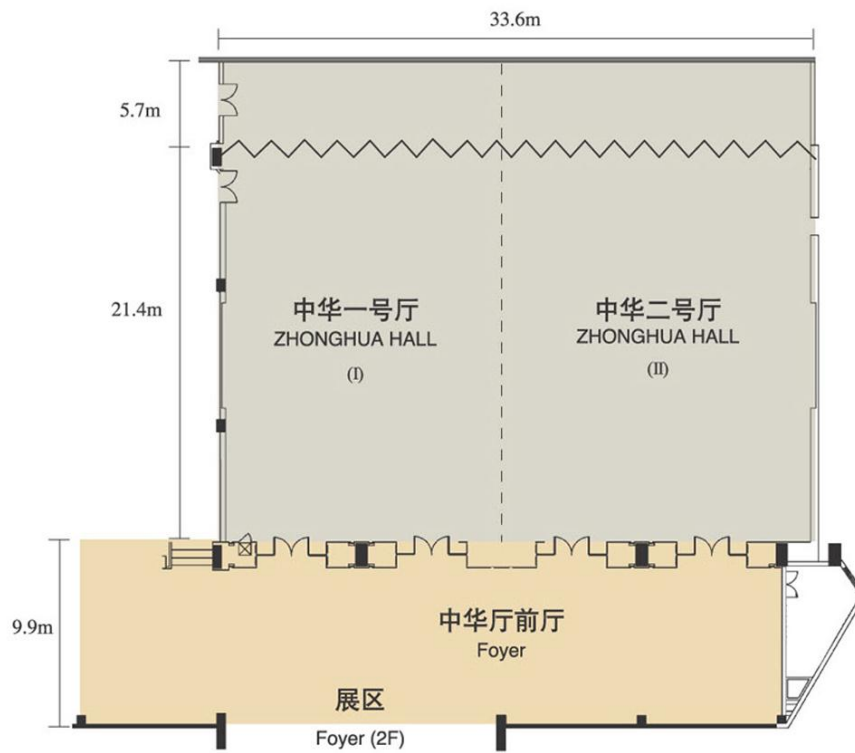 33.6m
5.7m
21.4m
中华一号厅
ZHONGHUA HALL
(I)
中华二号厅
ZHONGHUA HALL
(II)
9.9m
中华厅前厅
Foyer
展区
Foyer (2F)